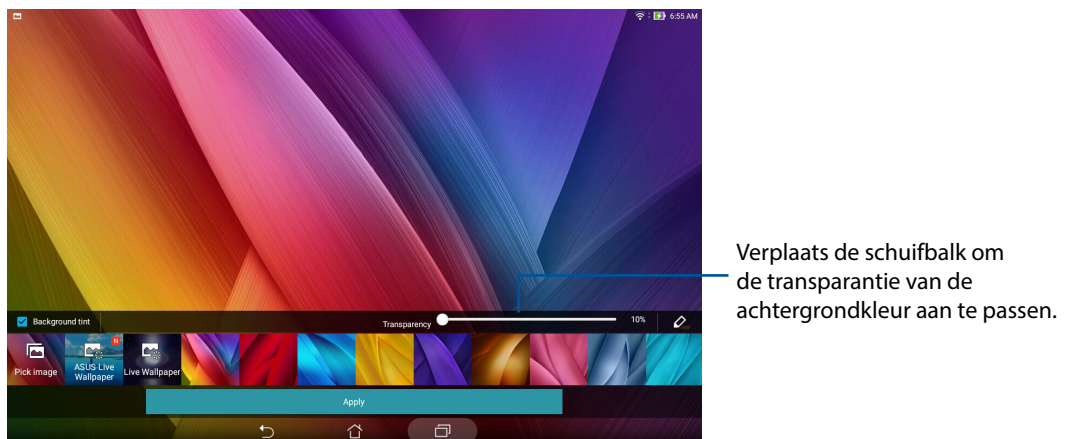 6:55 AM
Verplaats de schuifbalk om
de transparantie van de
achtergrondkleur aan te passen.
Background tint
Transparency
10%
N
Pick image
ASUS Live
Wallpaper
Live Wallpaper
Apply